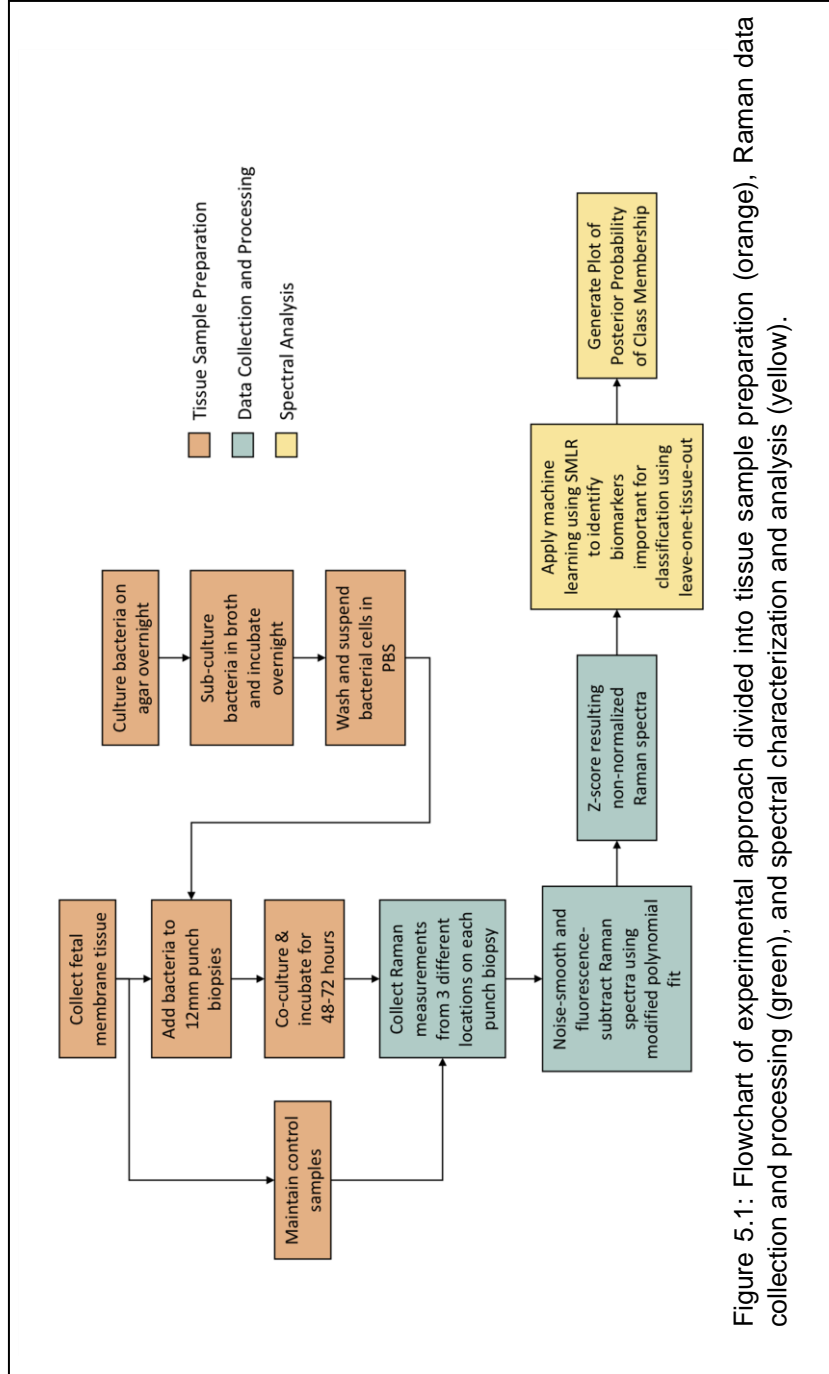 Collect fetal
membrane tissue
Culture bacteria on
agar overnight
Sub-culture
bacteria in broth
and incubate
overnight
Wash and suspend
bacterial cells in
PBS
Add bacteria to
12mm punch
biopsies
Co-culture &
incubate for
48-72 hours
Maintain control
samples
Collect Raman
measurements
from 3 different
locations on each
punch biopsy
Noise-smooth and
fluorescence-
subtract Raman
spectra using
modified polynomial
fit
Z-score resulting
non-normalized
Raman spectra
Apply machine
learning using SMLR
to identify
biomarkers
important for
classification using
leave-one-tissue-out
Generate Plot of
Posterior Probability
of Class Membership
Tissue Sample Preparation
Data Collection and Processing
Spectral Analysis
Figure 5.1: Flowchart of experimental approach divided into tissue sample preparation (orange), Raman data
collection and processing (green), and spectral characterization and analysis (yellow).